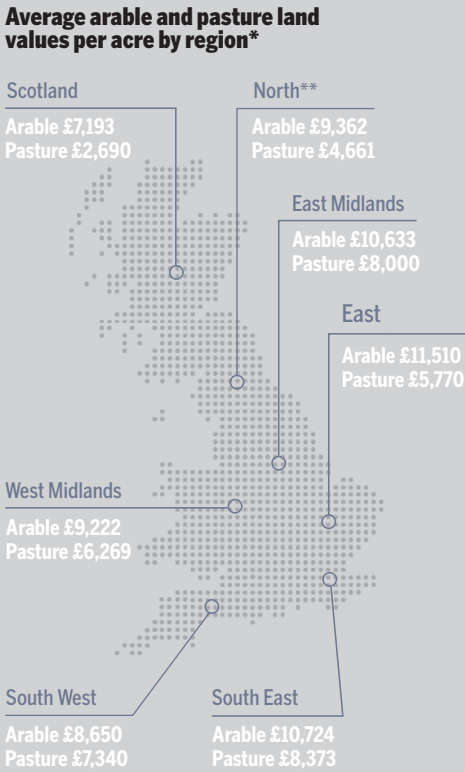 Average arable and pasture land
values per acre by region*
Scotland
Arable £7,193
Pasture £2,690
North**
Arable £9,362
Pasture £4,661
East Midlands
Arable £10,633
Pasture £8,000
East
Arable £11,510
Pasture £5,770
West Midlands
Arable £9,222
Pasture £6,269
South West
Arable £8,650
Pasture £7,340
South East
Arable £10,724
Pasture £8,373